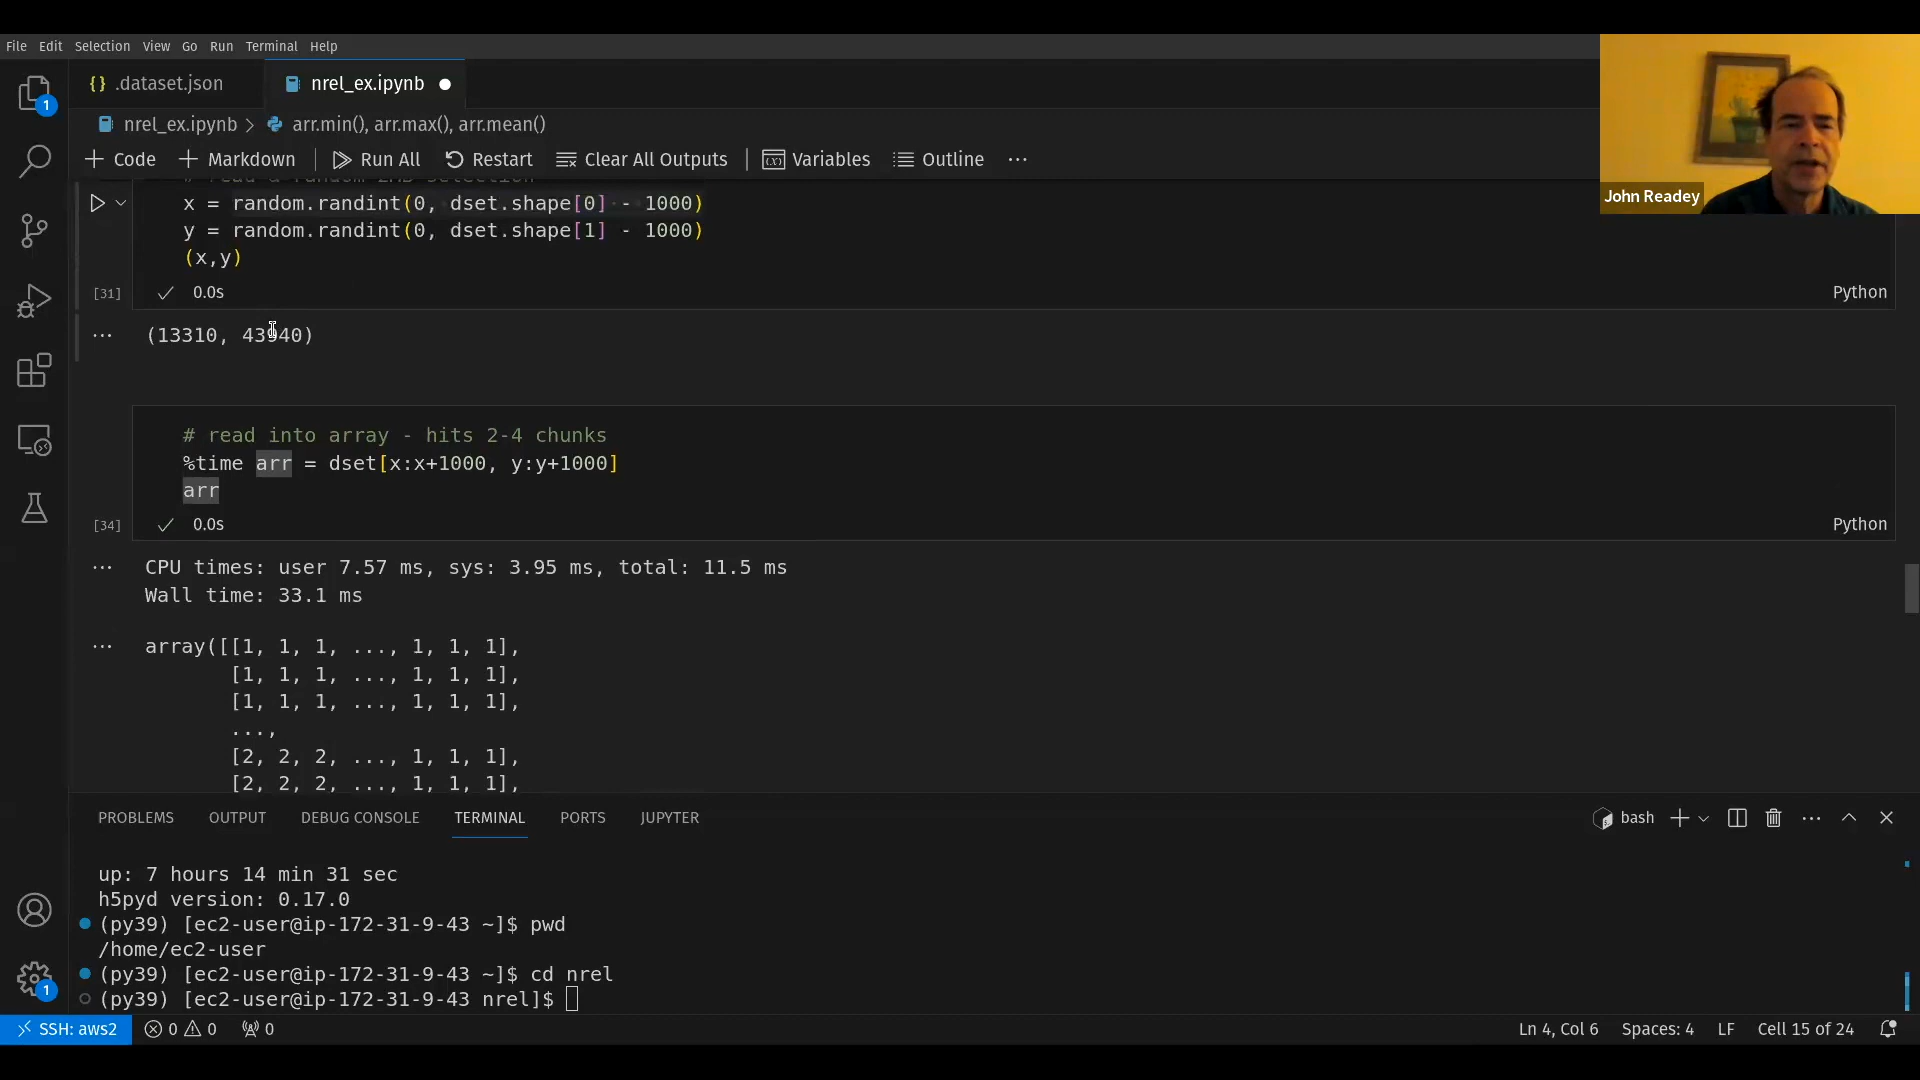 File Edit Selection View Go Run Terminal Help
{} .dataset.json nrel_ex.ipynb
nrel_ex.ipynb > arr.min(), arr.max(), arr.mean()
+ Code + Markdown Run All Restart Clear All Outputs Variables Outline ...
John Readey
x = random.randint(0, dset.shape[0] - 1000)
y = random.randint(0, dset.shape[1] - 1000)
(x,y)
[31] 0.0s Python
... (13310, 43940)
# read into array - hits 2-4 chunks
%time arr = dset[x:x+1000, y:y+1000]
arr
[34] 0.0s Python
... CPU times: user 7.57 ms, sys: 3.95 ms, total: 11.5 ms
Wall time: 33.1 ms
... array([[1, 1, 1, ..., 1, 1, 1],
[1, 1, 1, ..., 1, 1, 1],
[1, 1, 1, ..., 1, 1, 1],
...,
[2, 2, 2, ..., 1, 1, 1],
[2, 2, 2, ..., 1, 1, 1],
PROBLEMS OUTPUT DEBUG CONSOLE TERMINAL PORTS JUPYTER bash
up: 7 hours 14 min 31 sec
h5pyd version: 0.17.0
(py39) [ec2-user@ip-172-31-9-43 ~]$ pwd
/home/ec2-user
(py39) [ec2-user@ip-172-31-9-43 ~]$ cd nrel
(py39) [ec2-user@ip-172-31-9-43 nrel]$
SSH: aws2 0 0 0 Ln 4, Col 6 Spaces: 4 LF Cell 15 of 24